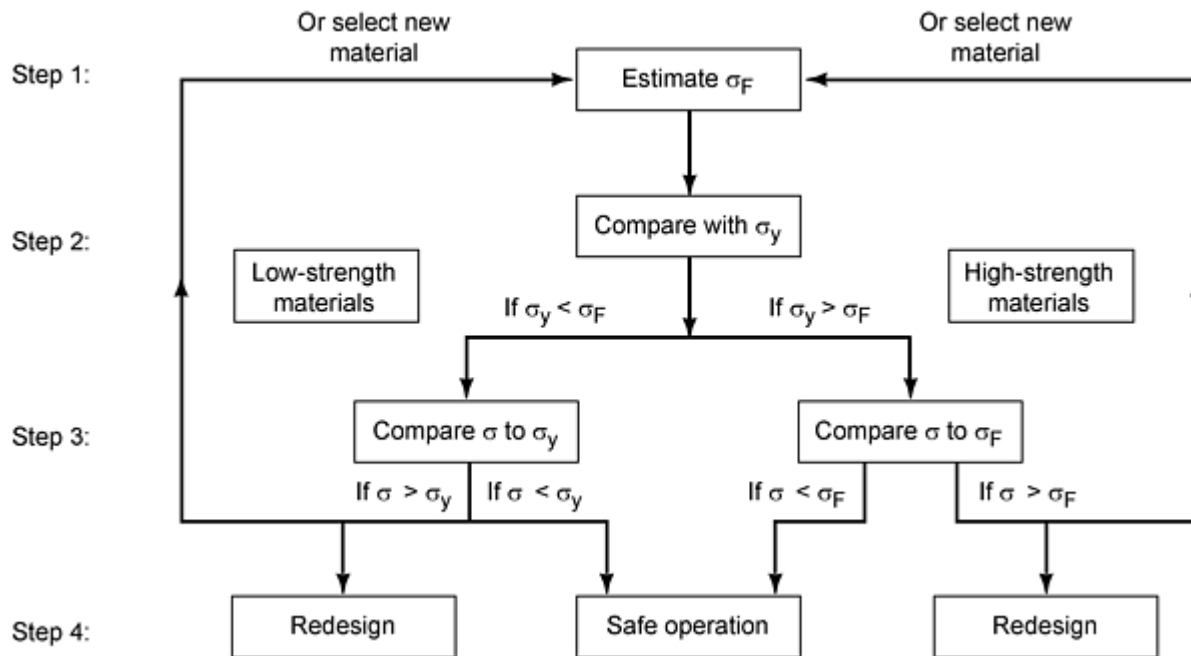 Or select new
material
Or select new
material
Step 1:
Estimate σF
Step 2:
Compare with σy
Low-strength
materials
High-strength
materials
If σy < σF
If σy > σF
Step 3:
Compare σ to σy
Compare σ to σF
If σ > σy
If σ < σy
If σ < σF
If σ > σF
Step 4:
Redesign
Safe operation
Redesign